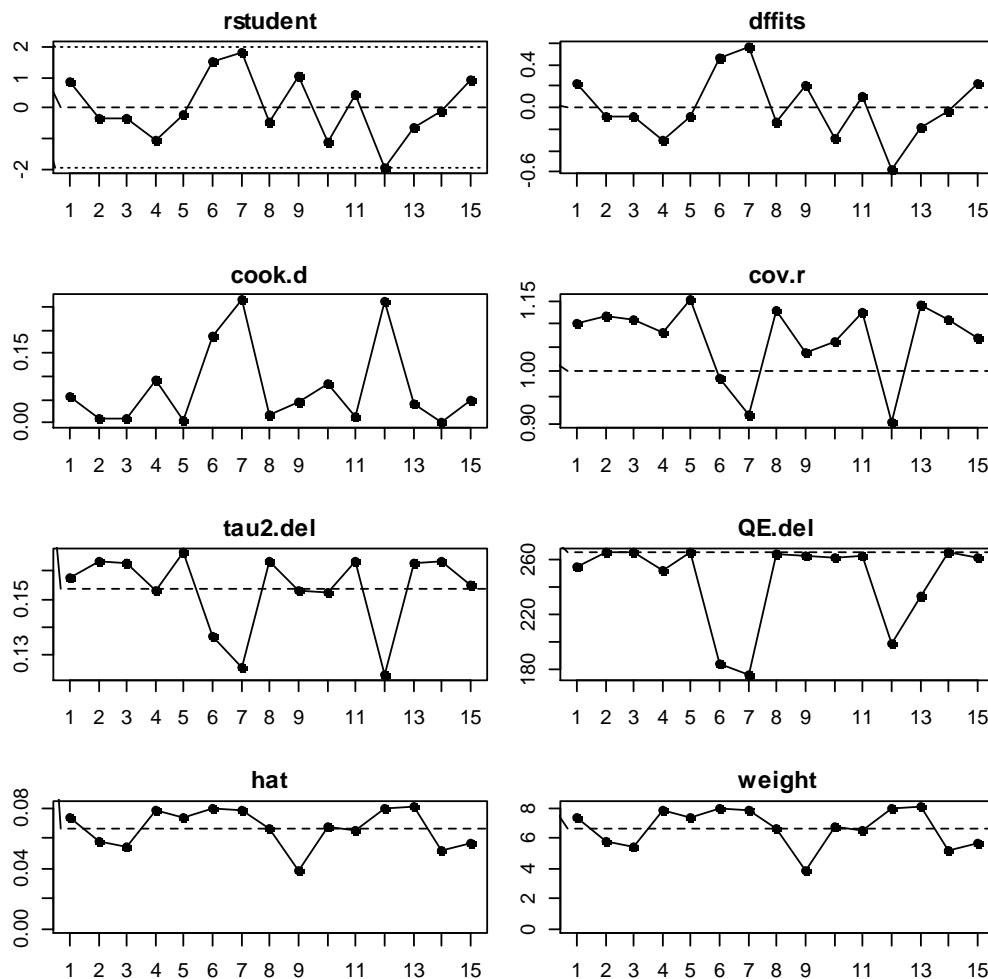 rstudent
2
1
0
-2
1 2 3 4 5 6 7 8 9 11 13 15
dffits
0.4
0.0
-0.6
1 2 3 4 5 6 7 8 9 11 13 15
cook.d
0.15
0.00
1 2 3 4 5 6 7 8 9 11 13 15
cov.r
1.15
1.00
0.90
1 2 3 4 5 6 7 8 9 11 13 15
tau2.del
0.15
0.13
1 2 3 4 5 6 7 8 9 11 13 15
QE.del
260
220
180
1 2 3 4 5 6 7 8 9 11 13 15
hat
0.08
0.04
0.00
1 2 3 4 5 6 7 8 9 11 13 15
weight
8
6
4
2
0
1 2 3 4 5 6 7 8 9 11 13 15